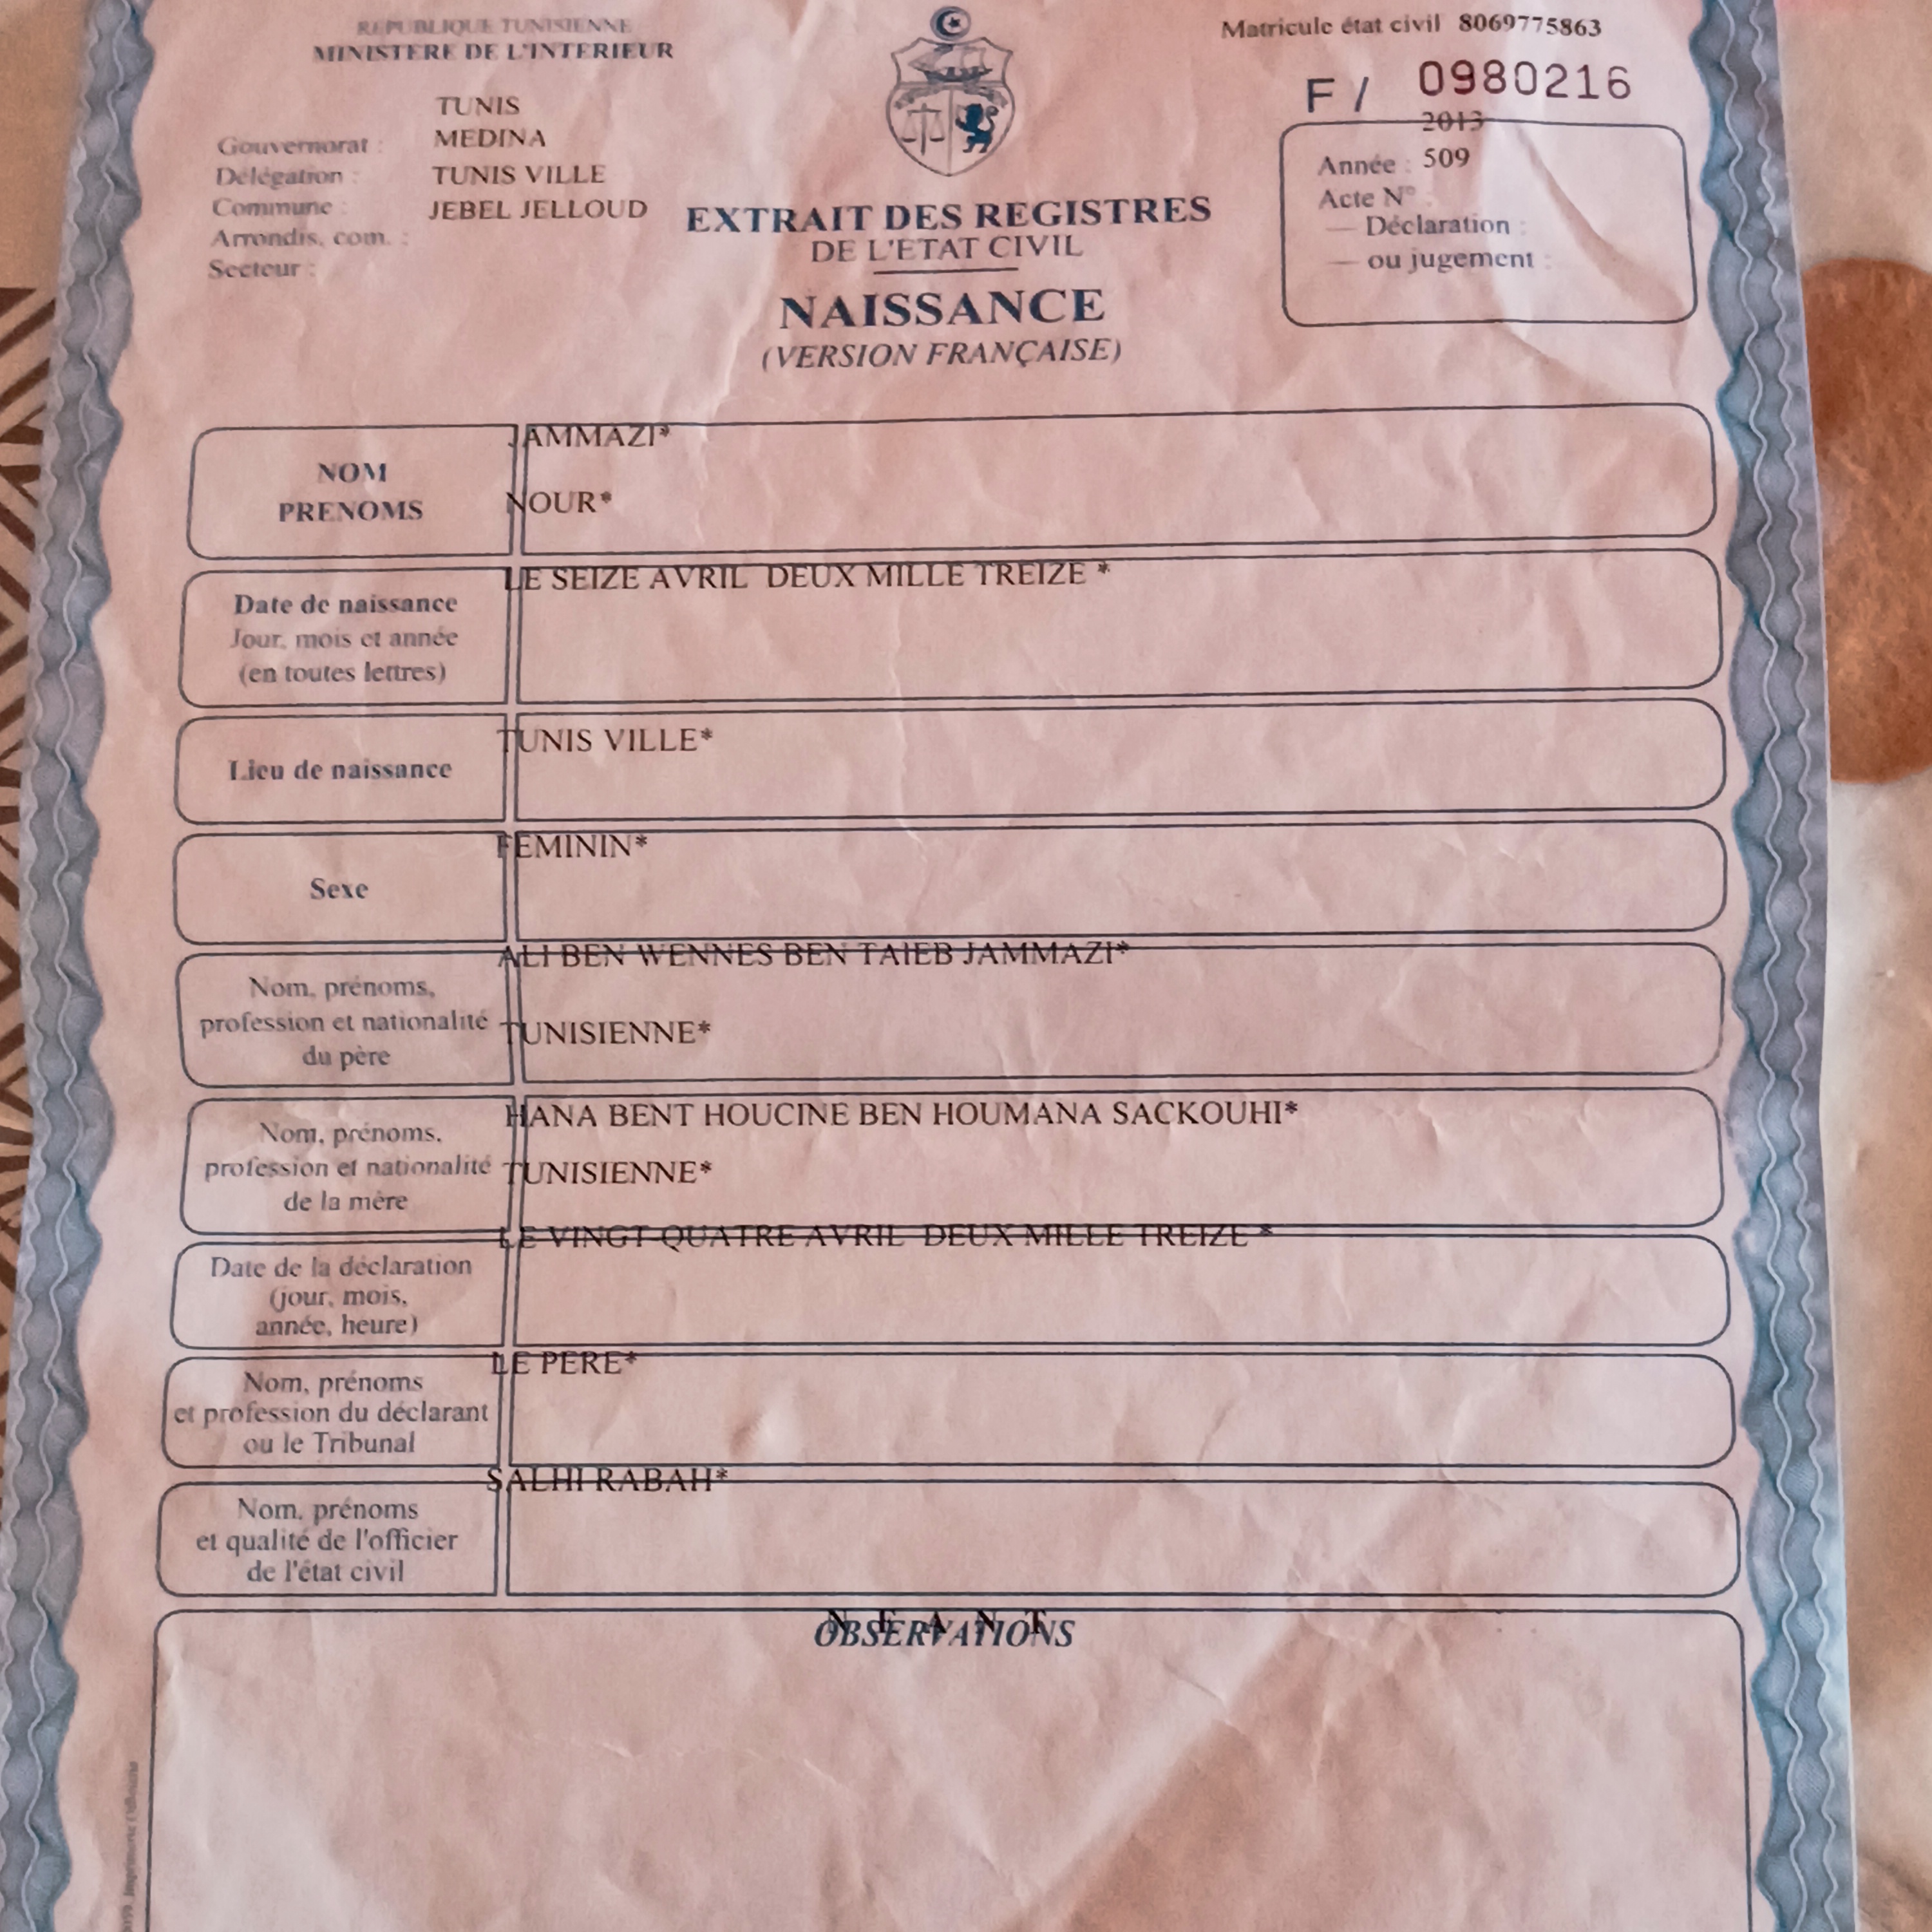 REPUBLIQUE TUNISIENNE
MINISTERE DE L'INTERIEUR
Matricule état civil 8069775863
F / 0980216
TUNIS
Gouvernorat : MEDINA
Délégation : TUNIS VILLE
Commune : JEBEL JELLOUD
Arrondis. com. :
Secteur :
2013
Année : 509
Acte N° :
— Déclaration :
— ou jugement :
EXTRAIT DES REGISTRES
DE L'ETAT CIVIL
NAISSANCE
(VERSION FRANÇAISE)
NOM
PRENOMS
JAMMAZI*
NOUR*
Date de naissance
Jour, mois et année
(en toutes lettres)
LE SEIZE AVRIL DEUX MILLE TREIZE *
Lieu de naissance
TUNIS VILLE*
Sexe
FEMININ*
Nom, prénoms,
profession et nationalité
du père
ALI BEN WENNES BEN TAIEB JAMMAZI*
TUNISIENNE*
Nom, prénoms,
profession et nationalité
de la mère
HANA BENT HOUCINE BEN HOUMANA SACKOUHI*
TUNISIENNE*
Date de la déclaration
(jour, mois,
année, heure)
LE VINGT QUATRE AVRIL DEUX MILLE TREIZE *
Nom, prénoms
et profession du déclarant
ou le Tribunal
LE PERE*
Nom, prénoms
et qualité de l'officier
de l'état civil
SALHI RABAH*
N E A N T
OBSERVATIONS